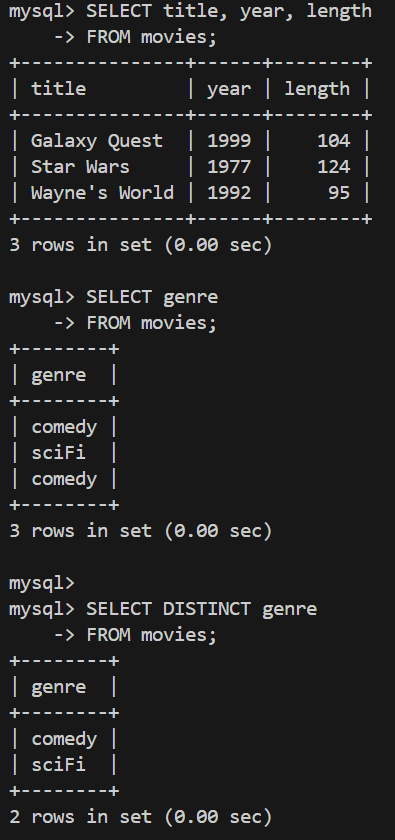 mysql> SELECT title, year, length
    -> FROM movies;
+---------------+------+--------+
| title         | year | length |
+---------------+------+--------+
| Galaxy Quest  | 1999 |    104 |
| Star Wars     | 1977 |    124 |
| Wayne's World | 1992 |     95 |
+---------------+------+--------+
3 rows in set (0.00 sec)

mysql> SELECT genre
    -> FROM movies;
+--------+
| genre  |
+--------+
| comedy |
| sciFi  |
| comedy |
+--------+
3 rows in set (0.00 sec)

mysql>
mysql> SELECT DISTINCT genre
    -> FROM movies;
+--------+
| genre  |
+--------+
| comedy |
| sciFi  |
+--------+
2 rows in set (0.00 sec)